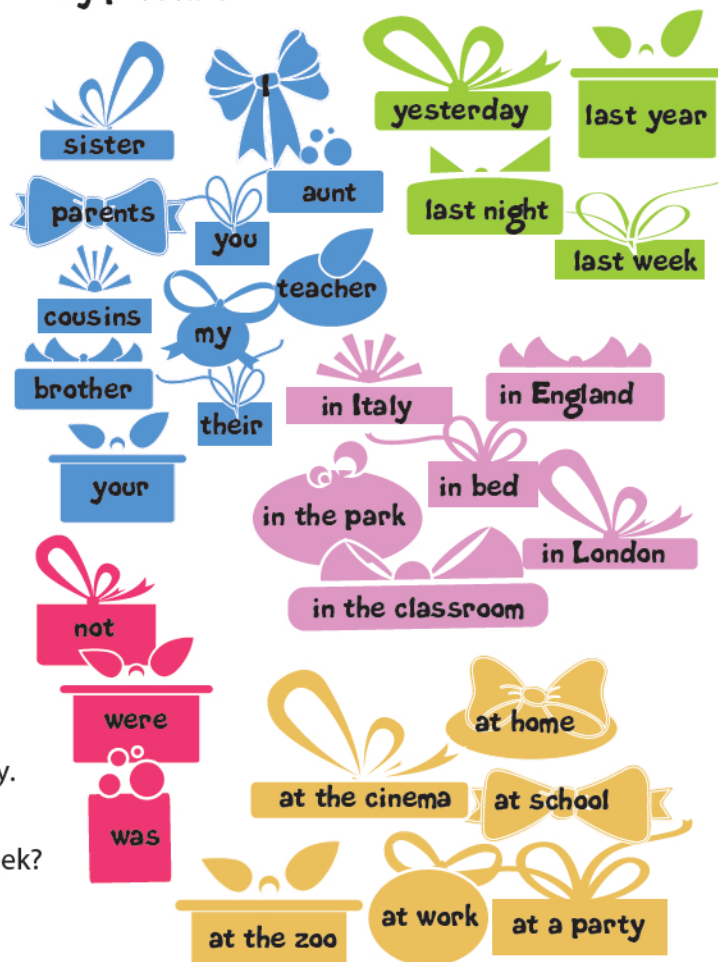 sister
I
aunt
parents
you
cousins
my
teacher
brother
their
your
yesterday
last year
last night
last week
in Italy
in England
in bed
in the park
in London
in the classroom
not
were
was
y.
eek?
at home
at the cinema
at school
at work
at a party
at the zoo